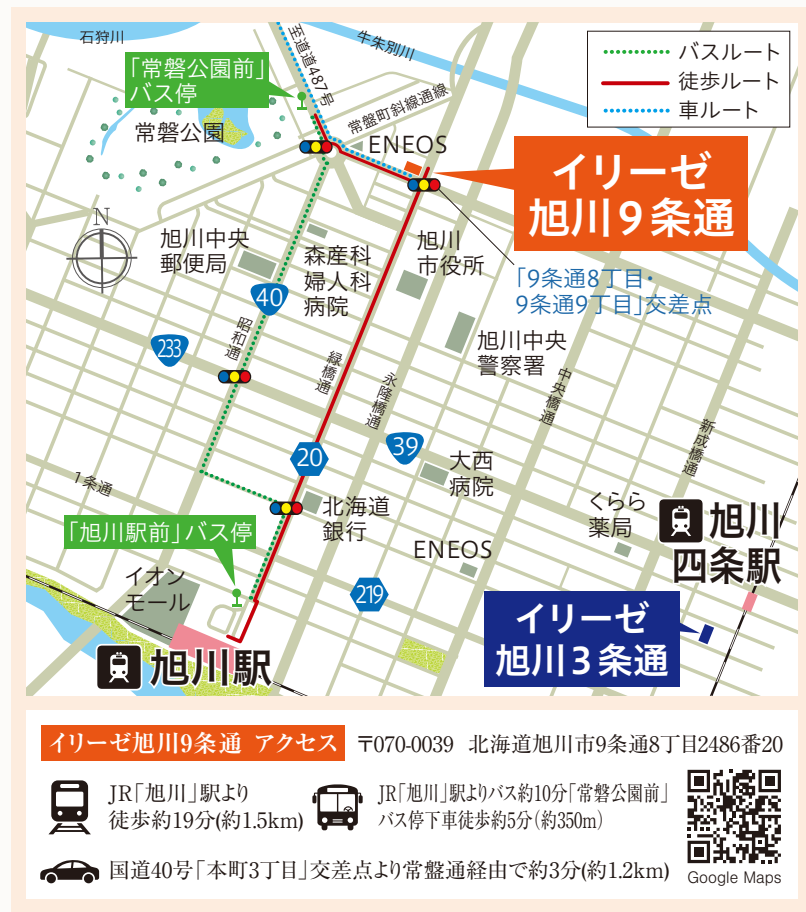 石狩川
牛朱別川
至道道487号
バスルート
徒歩ルート
車ルート
「常磐公園前」
バス停
常磐公園
常盤町斜線通線
ENEOS
イリーゼ
旭川9条通
N
旭川中央
郵便局
森産科
婦人科
病院
旭川
市役所
「9条通8丁目・
9条通9丁目」交差点
40
233
昭和通
緑橋通
永隆橋通
旭川中央
警察署
中央橋通
新成橋通
39
20
1条通
大西
病院
北海道
銀行
くらら
薬局
旭川
四条駅
「旭川駅前」バス停
ENEOS
イオン
モール
219
イリーゼ
旭川3条通
旭川駅
イリーゼ旭川9条通 アクセス
〒070-0039 北海道旭川市9条通8丁目2486番20
JR「旭川」駅より
徒歩約19分(約1.5km)
JR「旭川」駅よりバス約10分「常磐公園前」
バス停下車徒歩約5分(約350m)
国道40号「本町3丁目」交差点より常盤通経由で約3分(約1.2km)
Google Maps